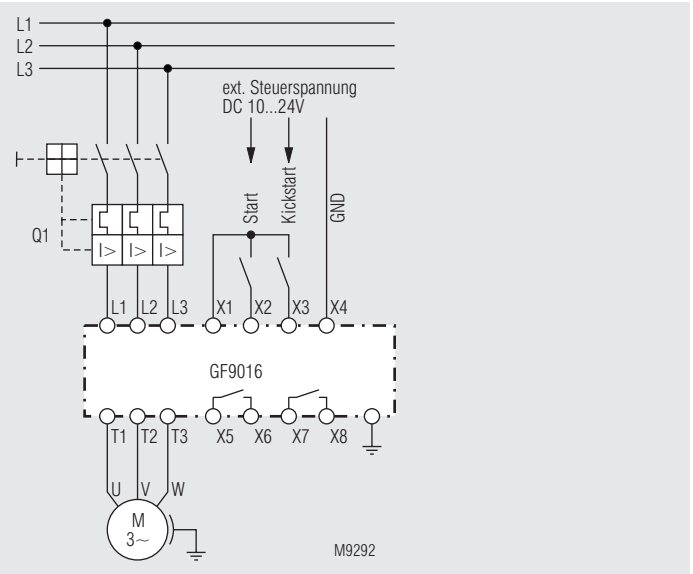 L1
L2
L3
ext. Steuerspannung
DC 10...24V
Start
Kickstart
GND
Q1
I> I> I>
L1 L2 L3 X1 X2 X3 X4
GF9016
T1 T2 T3 X5 X6 X7 X8
U V W
M
3~
M9292